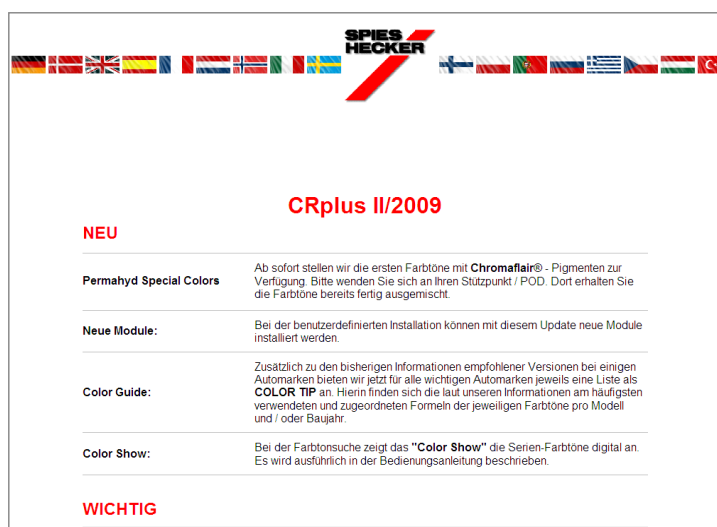 SPIES
HECKER
CRplus II/2009
NEU
Permahyd Special Colors
Ab sofort stellen wir die ersten Farbtöne mit Chromaflair® - Pigmenten zur
Verfügung. Bitte wenden Sie sich an Ihren Stützpunkt / POD. Dort erhalten Sie
die Farbtöne bereits fertig ausgemischt.
Neue Module:
Bei der benutzerdefinierten Installation können mit diesem Update neue Module
installiert werden.
Color Guide:
Zusätzlich zu den bisherigen Informationen empfohlener Versionen bei einigen
Automarken bieten wir jetzt für alle wichtigen Automarken jeweils eine Liste als
COLOR TIP an. Hierin finden sich die laut unseren Informationen am häufigsten
verwendeten und zugeordneten Formeln der jeweiligen Farbtöne pro Modell
und / oder Baujahr.
Color Show:
Bei der Farbtonsuche zeigt das "Color Show" die Serien-Farbtöne digital an.
Es wird ausführlich in der Bedienungsanleitung beschrieben.
WICHTIG